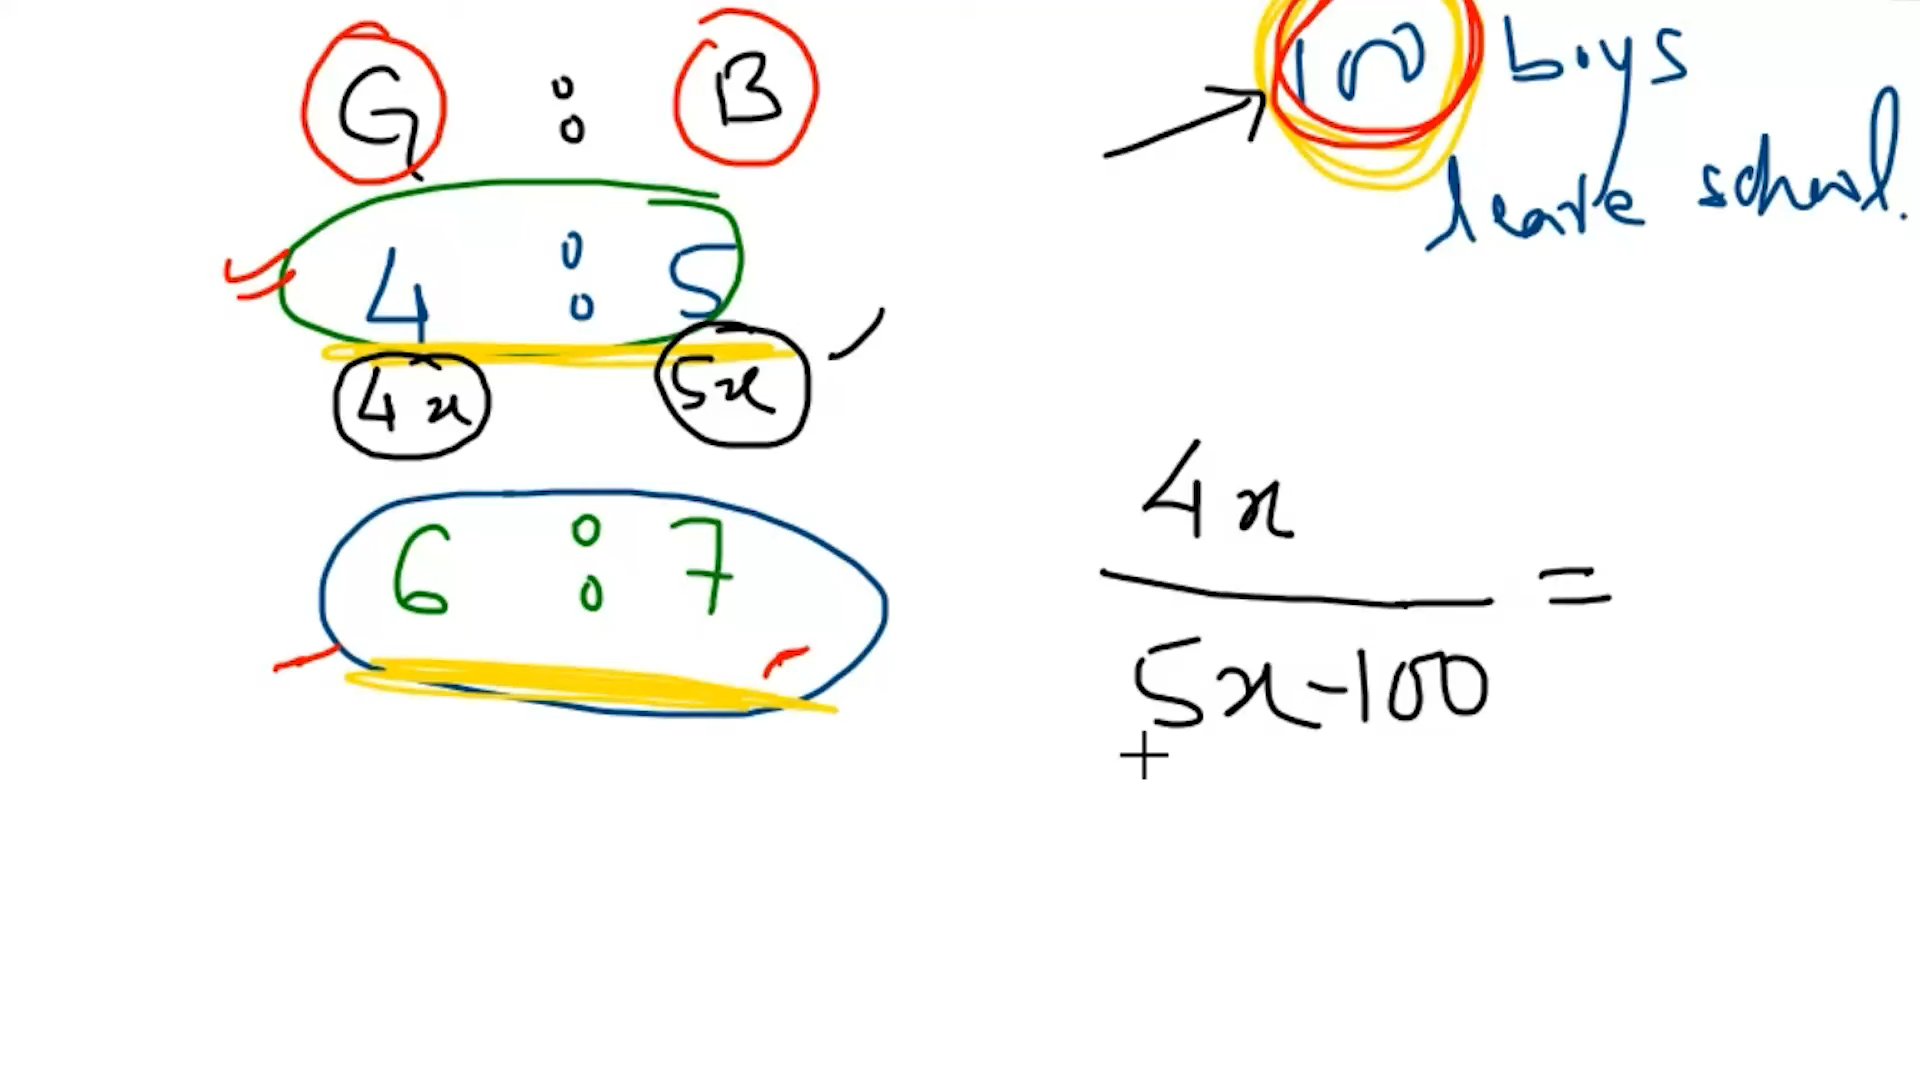 G : B
100 boys
leave school.
4 : 5
4x 5x
6 : 7
4x
5x-100
=